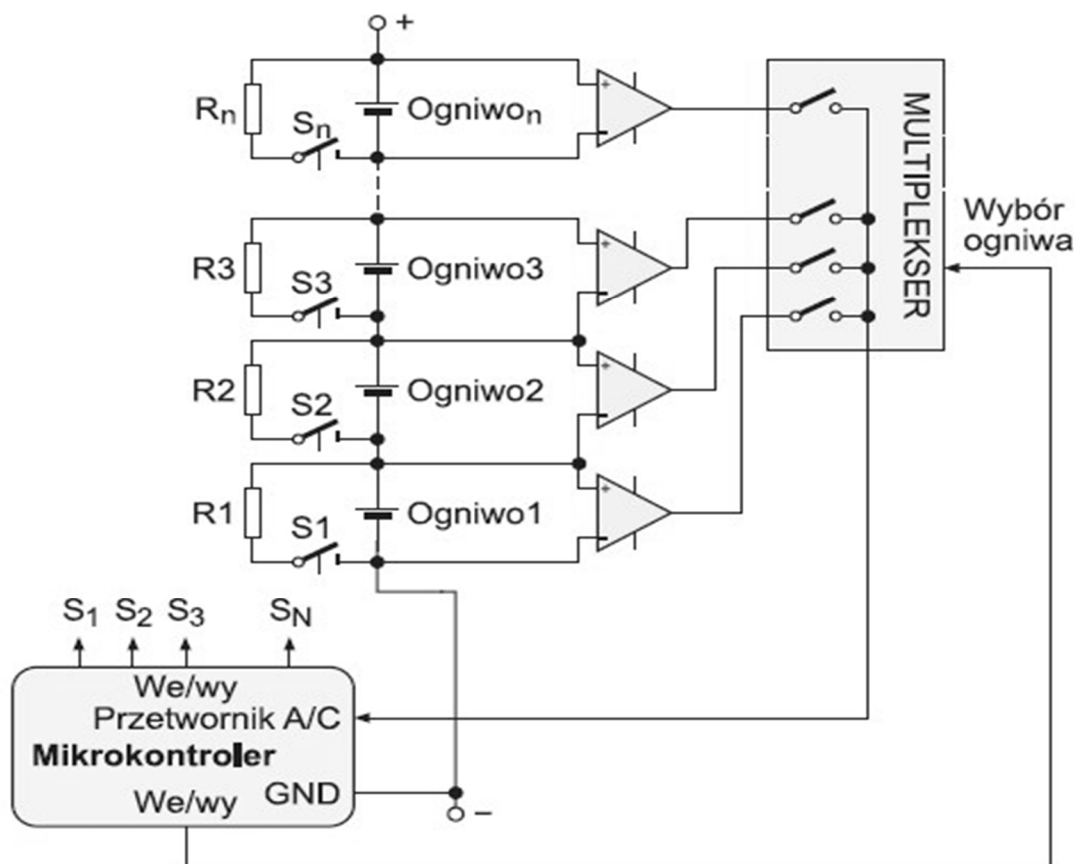 +
Rn
Sn
Ogniwon
+
MULTIPLEKSER
Wybór
ogniwa
R3
S3
Ogniwo3
+
R2
S2
Ogniwo2
+
R1
S1
Ogniwo1
+
S1 S2 S3 SN
We/wy
Przetwornik A/C
Mikrokontroler
We/wy
GND
−